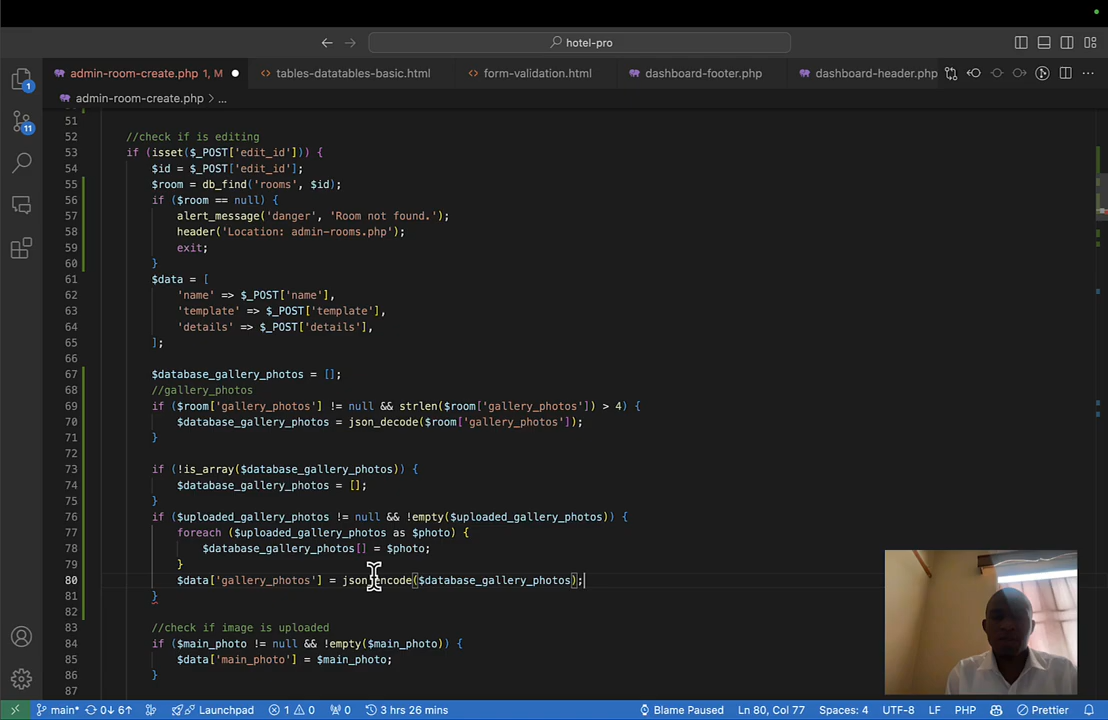 hotel-pro
admin-room-create.php 1, M
tables-datatables-basic.html
form-validation.html
dashboard-footer.php
dashboard-header.php
admin-room-create.php > ...
51
52 //check if is editing
53 if (isset($_POST['edit_id'])) {
54 $id = $_POST['edit_id'];
55 $room = db_find('rooms', $id);
56 if ($room == null) {
57 alert_message('danger', 'Room not found.');
58 header('Location: admin-rooms.php');
59 exit;
60 }
61 $data = [
62 'name' => $_POST['name'],
63 'template' => $_POST['template'],
64 'details' => $_POST['details'],
65 ];
66
67 $database_gallery_photos = [];
68 //gallery_photos
69 if ($room['gallery_photos'] != null && strlen($room['gallery_photos']) > 4) {
70 $database_gallery_photos = json_decode($room['gallery_photos']);
71 }
72
73 if (!is_array($database_gallery_photos)) {
74 $database_gallery_photos = [];
75 }
76 if ($uploaded_gallery_photos != null && !empty($uploaded_gallery_photos)) {
77 foreach ($uploaded_gallery_photos as $photo) {
78 $database_gallery_photos[] = $photo;
79 }
80 $data['gallery_photos'] = json_encode($database_gallery_photos);
81 }
82
83 //check if image is uploaded
84 if ($main_photo != null && !empty($main_photo)) {
85 $data['main_photo'] = $main_photo;
86 }
87
1
11
main* 0↓ 6↑ Launchpad 1 0 0 3 hrs 26 mins Blame Paused Ln 80, Col 77 Spaces: 4 UTF-8 LF PHP Prettier